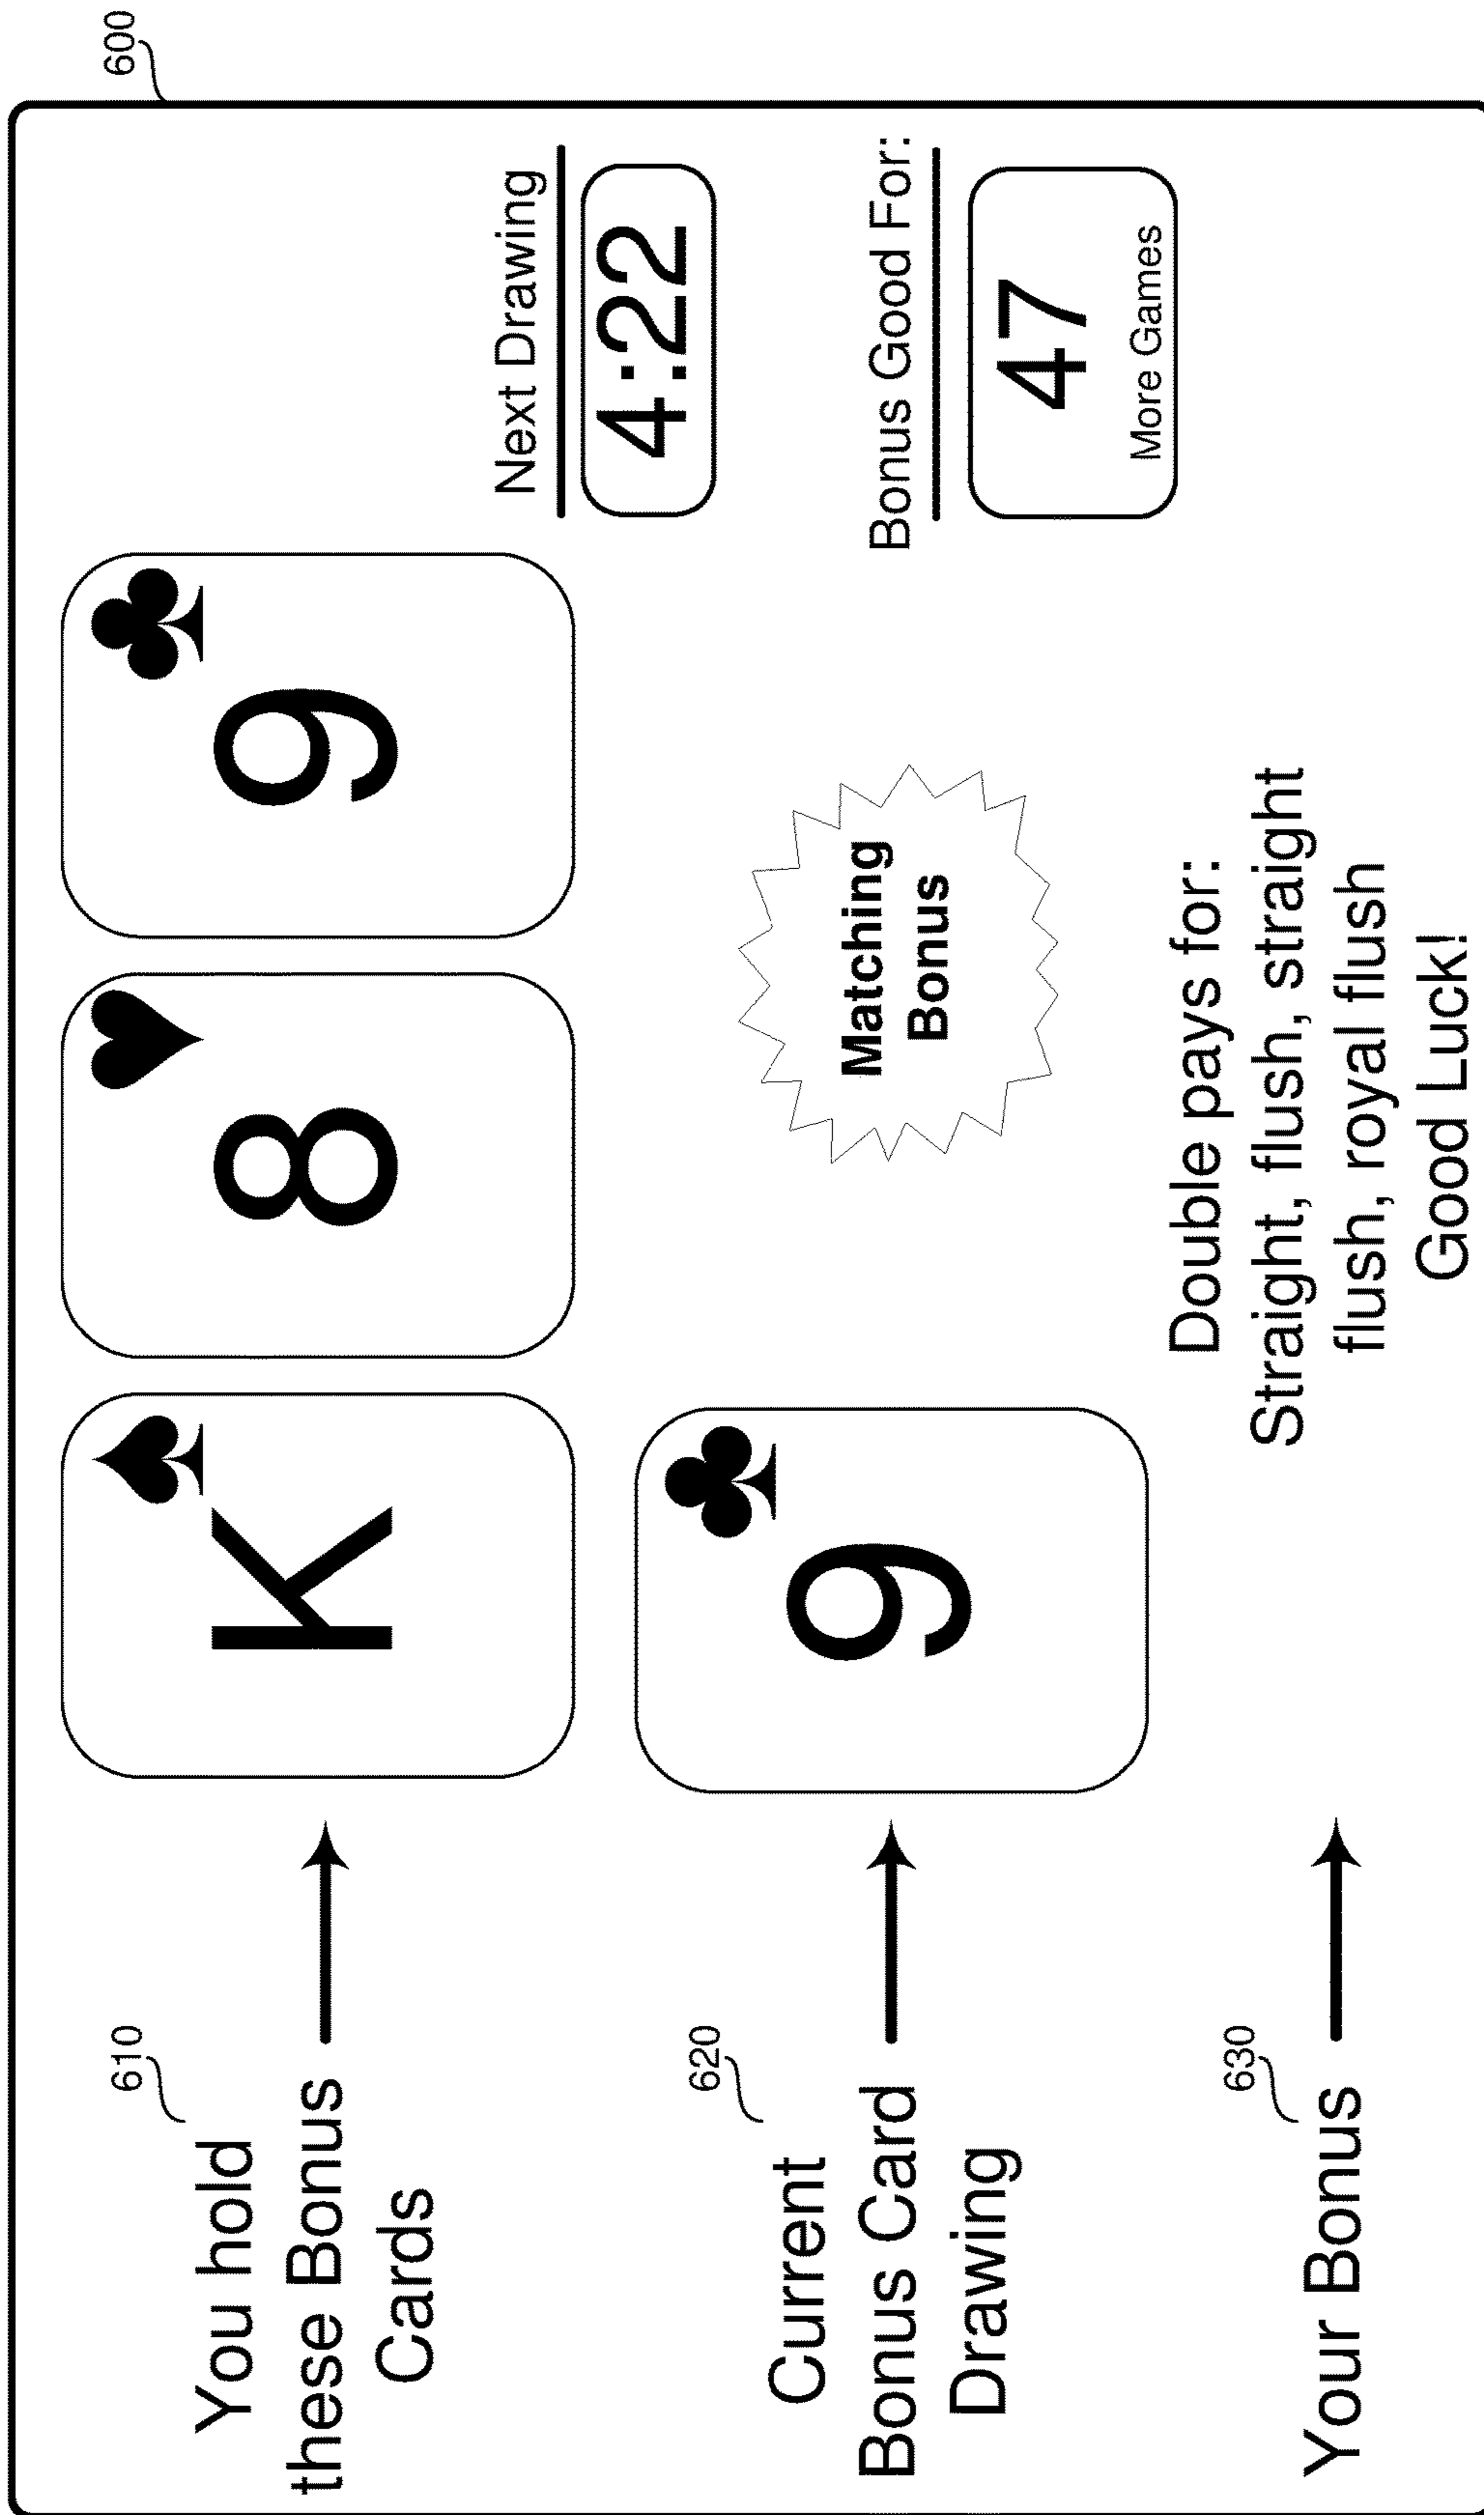 600
610
You hold
these Bonus
Cards
K
8
9
Next Drawing
4:22
620
Current
Bonus Card
Drawing
9
Matching
Bonus
Bonus Good For:
47
More Games
630
Your Bonus
Double pays for:
Straight, flush, straight
flush, royal flush
Good Luck!